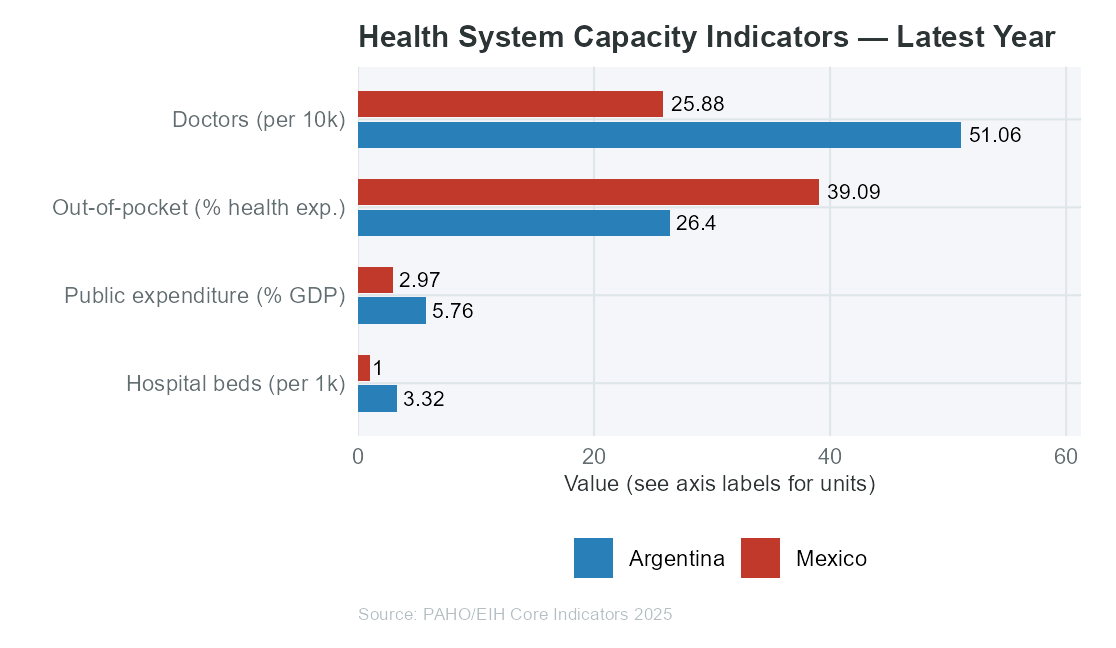 Health System Capacity Indicators — Latest Year
Doctors (per 10k)
25.88
51.06
Out-of-pocket (% health exp.)
39.09
26.4
Public expenditure (% GDP)
2.97
5.76
Hospital beds (per 1k)
1
3.32
0 20 40 60
Value (see axis labels for units)
Argentina Mexico
Source: PAHO/EIH Core Indicators 2025